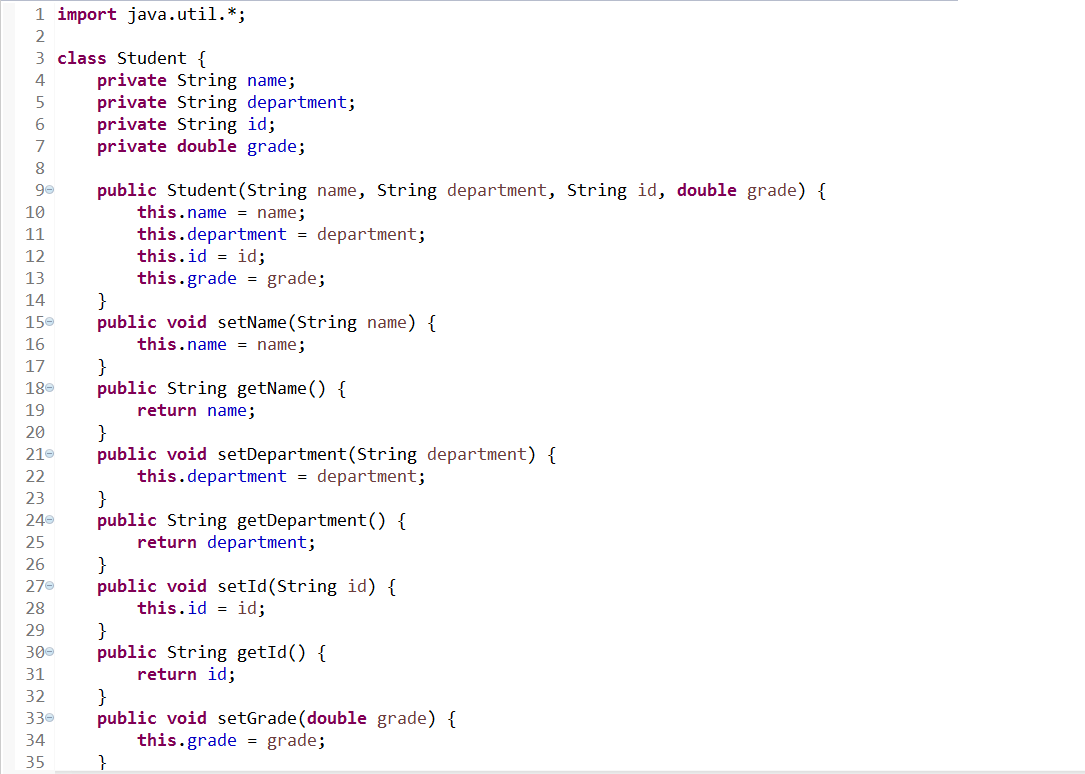 1 import java.util.*;
2
3 class Student {
4     private String name;
5     private String department;
6     private String id;
7     private double grade;
8
9     public Student(String name, String department, String id, double grade) {
10         this.name = name;
11         this.department = department;
12         this.id = id;
13         this.grade = grade;
14     }
15     public void setName(String name) {
16         this.name = name;
17     }
18     public String getName() {
19         return name;
20     }
21     public void setDepartment(String department) {
22         this.department = department;
23     }
24     public String getDepartment() {
25         return department;
26     }
27     public void setId(String id) {
28         this.id = id;
29     }
30     public String getId() {
31         return id;
32     }
33     public void setGrade(double grade) {
34         this.grade = grade;
35     }